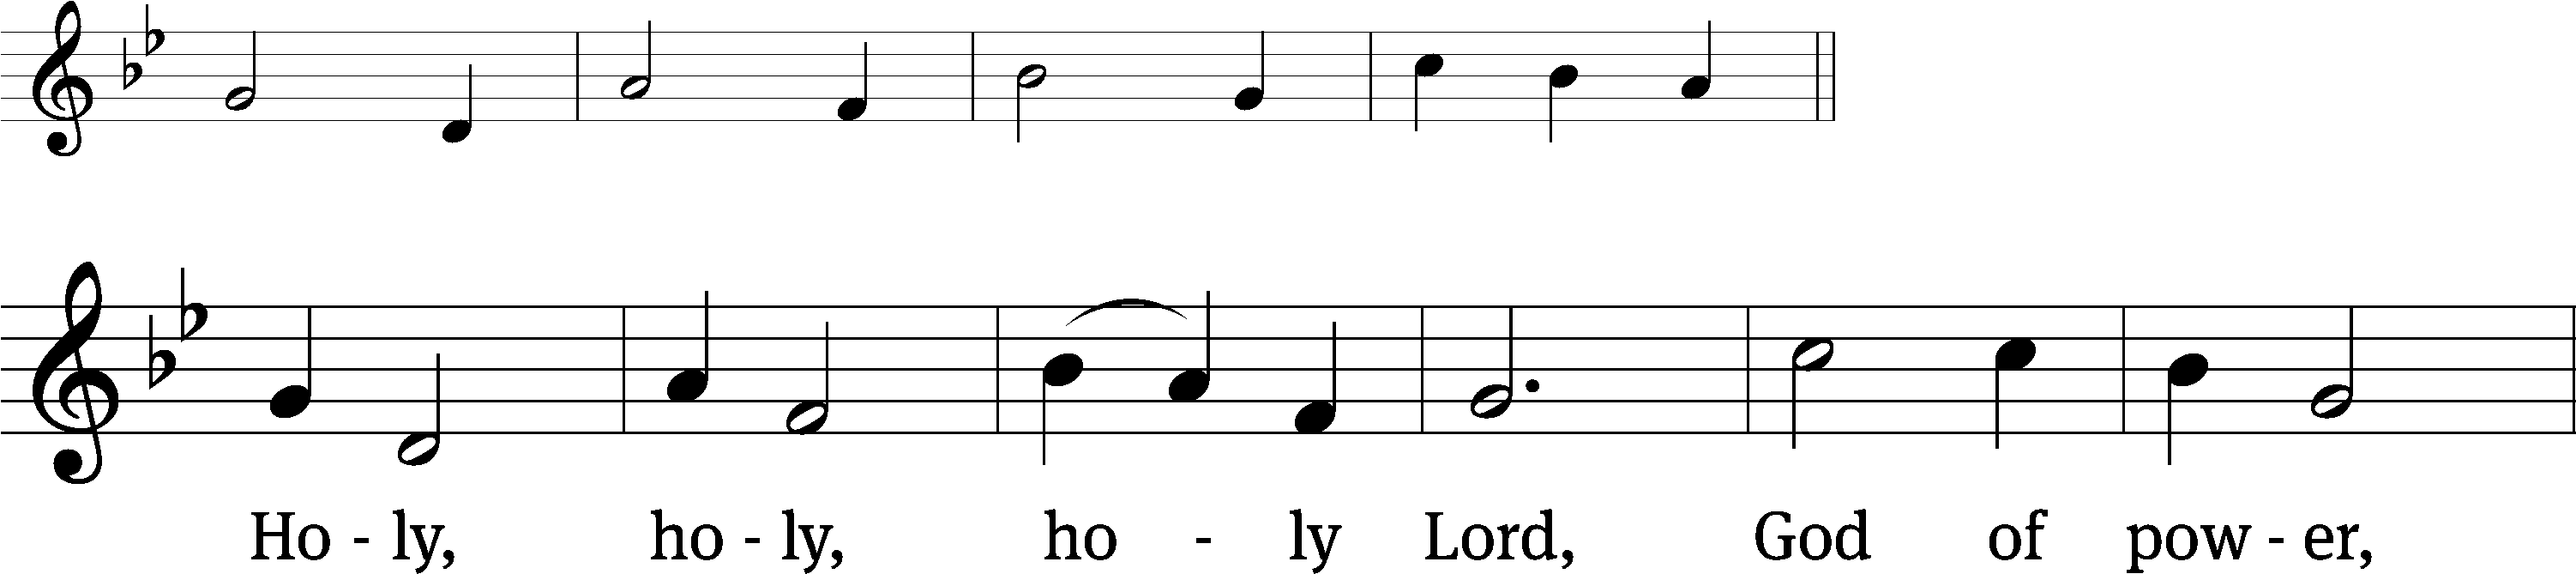 Ho - ly, ho - ly, ho - ly Lord, God of pow - er,